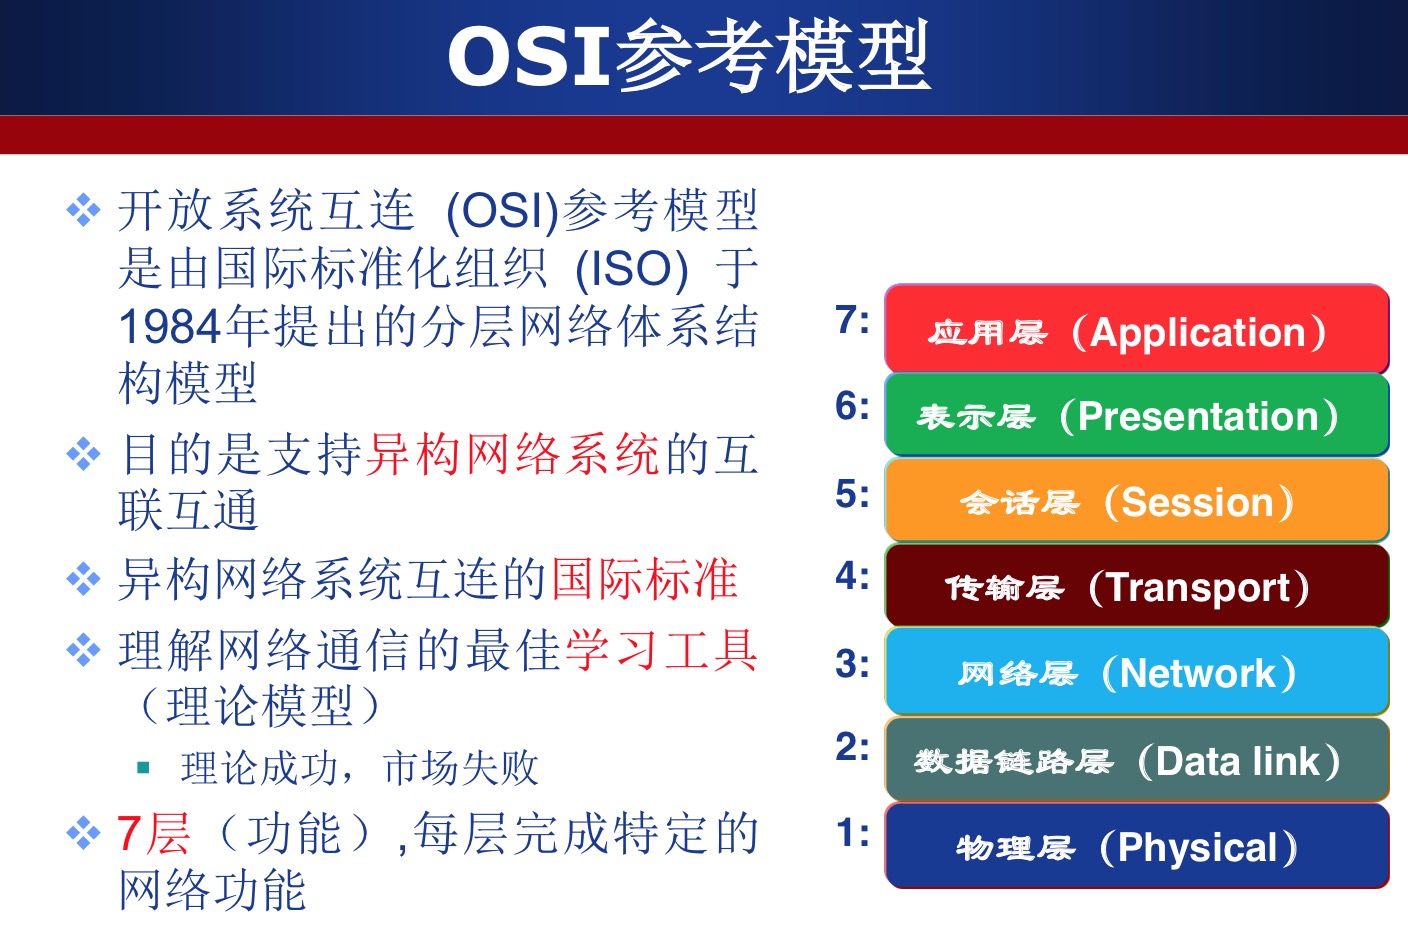 OSI参考模型
开放系统互连 (OSI)参考模型
是由国际标准化组织 (ISO) 于
1984年提出的分层网络体系结
构模型
目的是支持异构网络系统的互
联互通
异构网络系统互连的国际标准
理解网络通信的最佳学习工具
（理论模型）
理论成功，市场失败
7层（功能）,每层完成特定的
网络功能
7: 应用层（Application）
6: 表示层（Presentation）
5: 会话层（Session）
4: 传输层（Transport）
3: 网络层（Network）
2: 数据链路层（Data link）
1: 物理层（Physical）